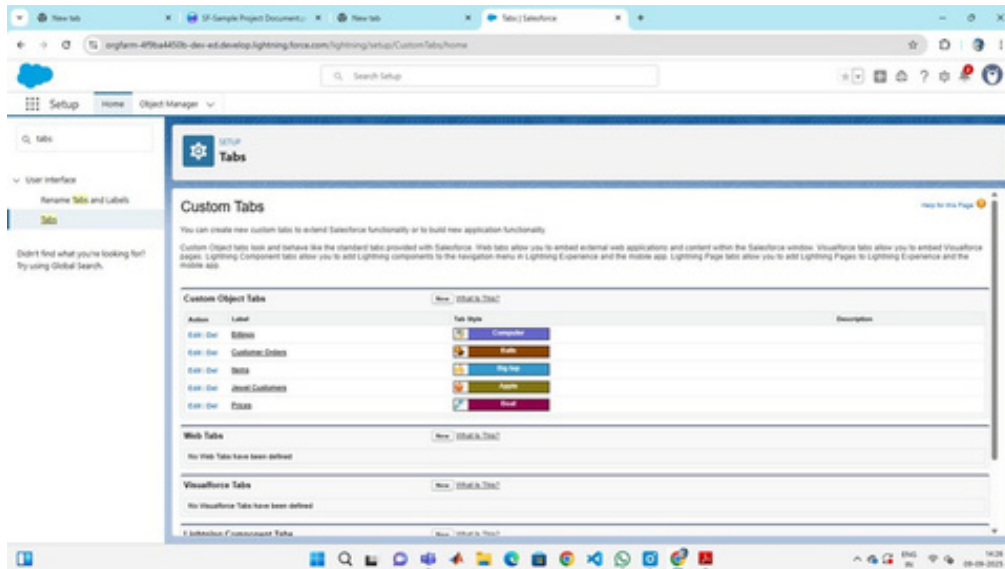 New tab
SF-Sample Project Document
New tab
Tabs | Salesforce
orgfarm-4f9ba4450b-dev-ed.develop.lightning.force.com/lightning/setup/CustomTabs/home
Search Setup
Setup
Home
Object Manager
tabs
User Interface
Rename Tabs and Labels
Tabs
Didn't find what you're looking for?
Try using Global Search.
SETUP
Tabs
Custom Tabs
Help for this Page
You can create new custom tabs to extend Salesforce functionality or to build new application functionality.
Custom Object tabs look and behave like the standard tabs provided with Salesforce. Web tabs allow you to embed external web applications and content within the Salesforce window. Visualforce tabs allow you to embed Visualforce
pages. Lightning Component tabs allow you to add Lightning components to the navigation menu in Lightning Experience and the mobile app. Lightning Page tabs allow you to add Lightning Pages to Lightning Experience and the
mobile app.
Custom Object Tabs New What Is This?
Action Label Tab Style Description
Edit | Del Billings Computer
Edit | Del Customer Orders Balls
Edit | Del Items Big top
Edit | Del Jewel Customers Apple
Edit | Del Prices Boat
Web Tabs New What Is This?
No Web Tabs have been defined
Visualforce Tabs New What Is This?
No Visualforce Tabs have been defined
Lightning Component Tabs New What Is This?
ENG
IN
14:26
09-09-2025